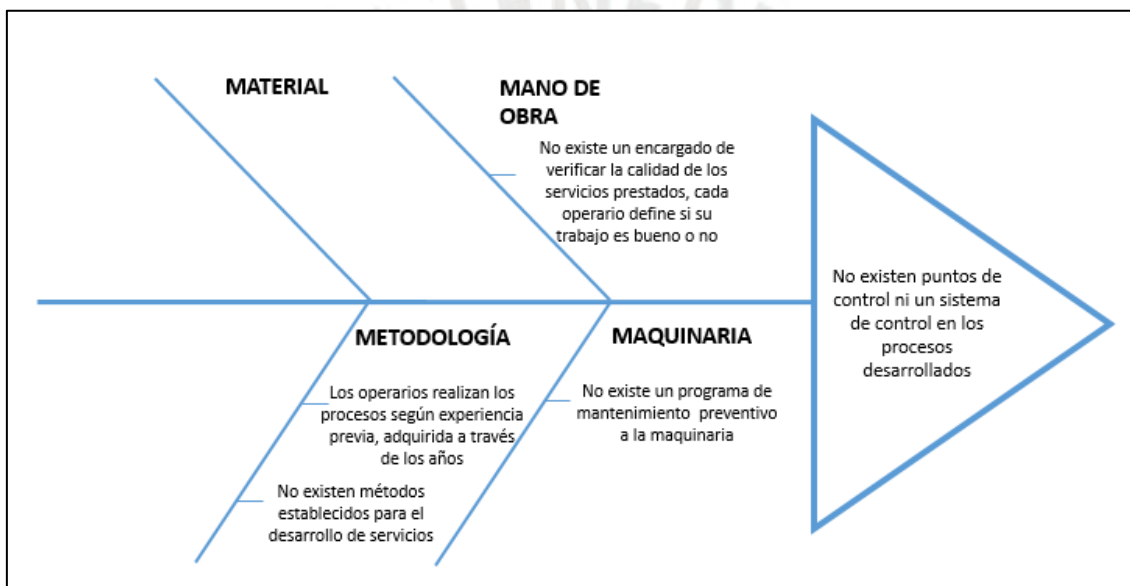 MATERIAL
MANO DE
OBRA
No existe un encargado de
verificar la calidad de los
servicios prestados, cada
operario define si su
trabajo es bueno o no
No existen puntos de
control ni un sistema
de control en los
procesos
desarrollados
METODOLOGÍA
Los operarios realizan los
procesos según experiencia
previa, adquirida a través
de los años
No existen métodos
establecidos para el
desarrollo de servicios
MAQUINARIA
No existe un programa de
mantenimiento preventivo
a la maquinaria